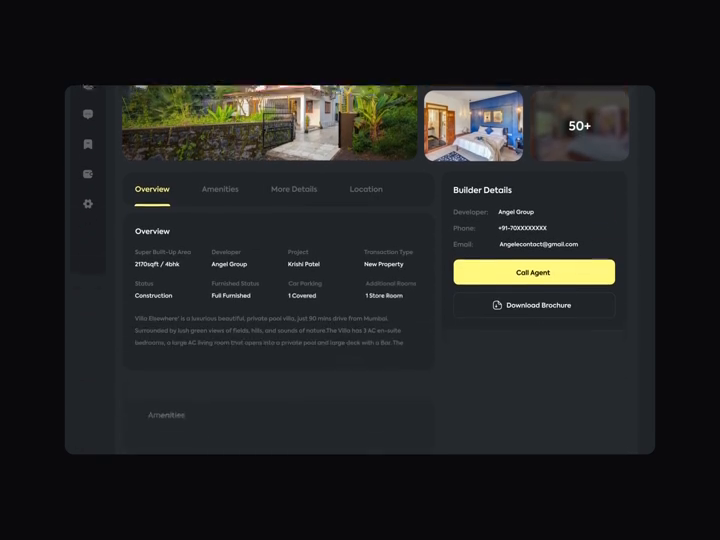 50+
Overview Amenities More Details Location
Overview
Super Built-Up Area Developer Project Transaction Type
2170sqft / 4bhk Angel Group Krishi Patel New Property
Status Furnished Status Car Parking Additional Rooms
Construction Full Furnished 1 Covered 1 Store Room
Villa Elsewhere' is a luxurious beautiful, private pool villa, just 90 mins drive from Mumbai.
Surrounded by lush green views of fields, hills, and sounds of nature.The Villa has 3 AC en-suite
bedrooms, a large AC living room that opens into a private pool and large deck with a Bar. The
Builder Details
Developer: Angel Group
Phone: +91-70XXXXXXXX
Email: Angelecontact@gmail.com
Call Agent
Download Brochure
Amenities